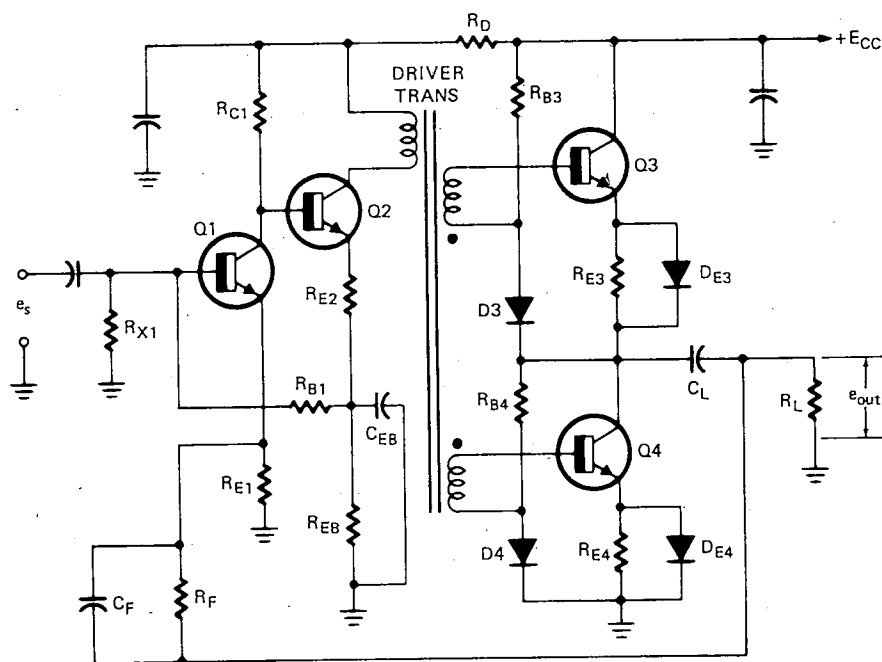 R_D
+E_CC
DRIVER
TRANS
R_C1
R_B3
Q3
Q2
Q1
e_s
R_X1
R_E2
R_E3
D_E3
D3
R_B1
C_EB
R_B4
C_L
R_L
e_out
Q4
R_E1
R_EB
D4
R_E4
D_E4
C_F
R_F